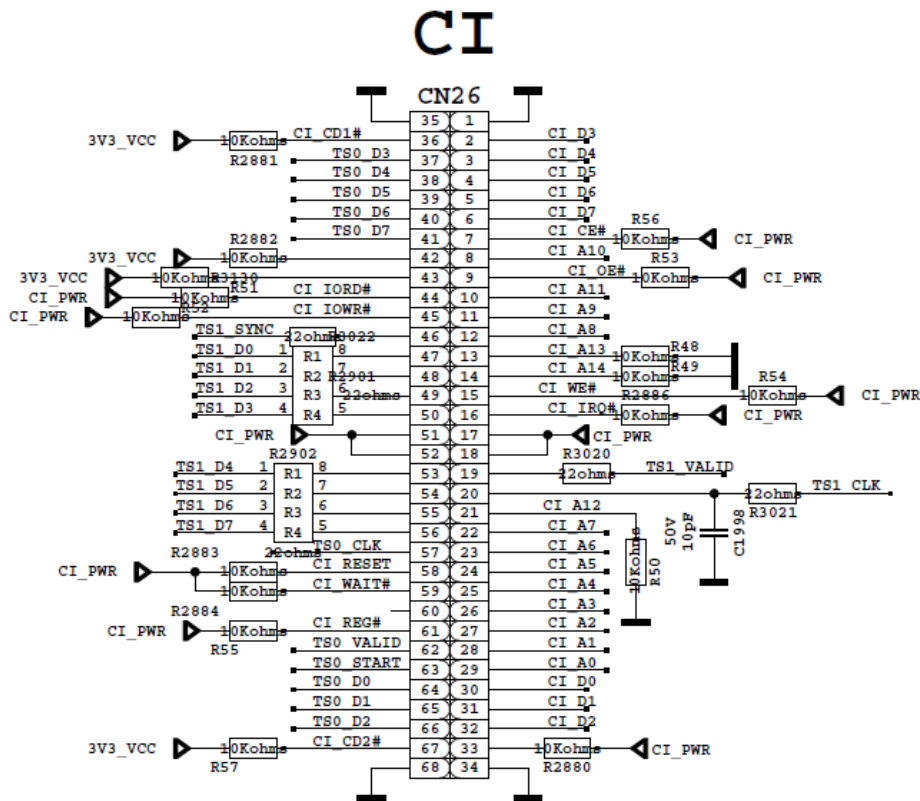 CI
CN26
35 1
3V3_VCC 10Kohms CI_CD1# 36 2 CI_D3
R2881 TS0_D3 37 3 CI_D4
TS0_D4 38 4 CI_D5
TS0_D5 39 5 CI_D6
TS0_D6 40 6 CI_D7 R56
R2882 TS0_D7 41 7 CI_CE# 10Kohms CI_PWR
3V3_VCC 10Kohms 42 8 CI_A10 R53
3V3_VCC 10Kohms R3130 43 9 CI_OE# 10Kohms CI_PWR
CI_PWR 10Kohms R51 CI_IORD# 44 10 CI_A11
CI_PWR 10Kohms R52 CI_IOWR# 45 11 CI_A9
TS1_SYNC 22ohms R3022 46 12 CI_A8
TS1_D0 1 R1 8 47 13 CI_A13 10Kohms R48
TS1_D1 2 R2 7 R2901 48 14 CI_A14 10Kohms R49
TS1_D2 3 R3 6 22ohms 49 15 CI_WE# R2886 10Kohms R54 CI_PWR
TS1_D3 4 R4 5 50 16 CI_IRQ# 10Kohms CI_PWR
CI_PWR 51 17 CI_PWR
R2902 52 18 R3020
TS1_D4 1 R1 8 53 19 22ohms TS1_VALID
TS1_D5 2 R2 7 54 20 22ohms TS1_CLK
TS1_D6 3 R3 6 55 21 CI_A12 R3021
TS1_D7 4 R4 5 56 22 CI_A7 50V 10pF C1998
R2883 22ohms TS0_CLK 57 23 CI_A6
CI_PWR 10Kohms CI_RESET 58 24 CI_A5 10Kohms R50
10Kohms CI_WAIT# 59 25 CI_A4
R2884 60 26 CI_A3
CI_PWR 10Kohms CI_REG# 61 27 CI_A2
R55 TS0_VALID 62 28 CI_A1
TS0_START 63 29 CI_A0
TS0_D0 64 30 CI_D0
TS0_D1 65 31 CI_D1
TS0_D2 66 32 CI_D2
3V3_VCC 10Kohms CI_CD2# 67 33 10Kohms CI_PWR
R57 68 34 R2880